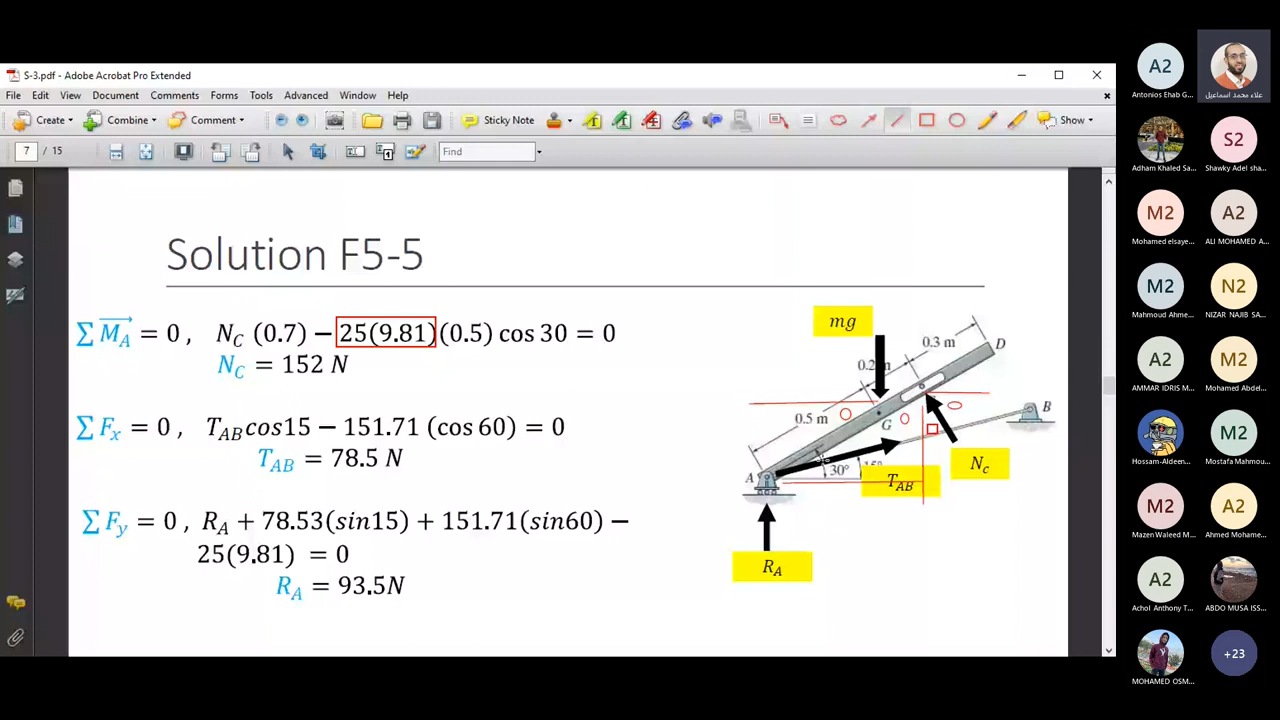 S-3.pdf - Adobe Acrobat Pro Extended
File Edit View Document Comments Forms Tools Advanced Window Help
Create Combine Comment Sticky Note Show
7 / 15 Find
Solution F5-5
∑ M_A = 0 , N_C (0.7) − 25(9.81)(0.5) cos 30 = 0
N_C = 152 N
∑ F_x = 0 , T_AB cos15 − 151.71 (cos 60) = 0
T_AB = 78.5 N
∑ F_y = 0 , R_A + 78.53(sin15) + 151.71(sin60) −
25(9.81) = 0
R_A = 93.5N
mg
0.3 m
D
0.5 m
G
B
A
30°
T_AB
N_c
R_A
A2
Antonios Ehab G...
علاء محمد اسماعيل
Adham Khaled Sa...
S2
Shawky Adel sha...
M2
Mohamed elsaye...
A2
ALI MOHAMED A...
M2
Mahmoud Ahme...
N2
NIZAR NAJIB SA...
A2
AMMAR IDRIS M...
M2
Mohamed Abdel...
Hossam-Aldeen...
M2
Mostafa Mahmou...
M2
Mazen Waleed M...
A2
Ahmed Mohame...
A2
Achol Anthony T...
ABDO MUSA ISS...
MOHAMED OSM...
+23